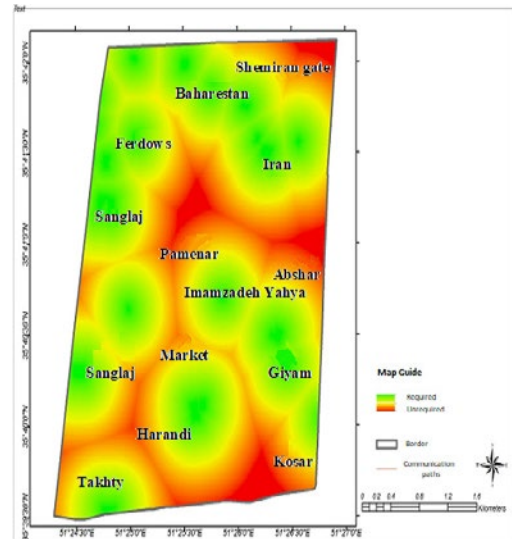 Text
Shemiran gate
Baharestan
Ferdows
Iran
Sanglaj
Pamenar
Abshar
Imamzadeh Yahya
Market
Sanglaj
Giyam
Harandi
Kosar
Takhty
51°24'30"E 51°25'0"E 51°25'30"E 51°26'0"E 51°26'30"E 51°27'0"E
Map Guide
Required
Unrequired
Border
Communication
paths
0 0.2 0.4 0.8 1.2 1.6
Kilometers